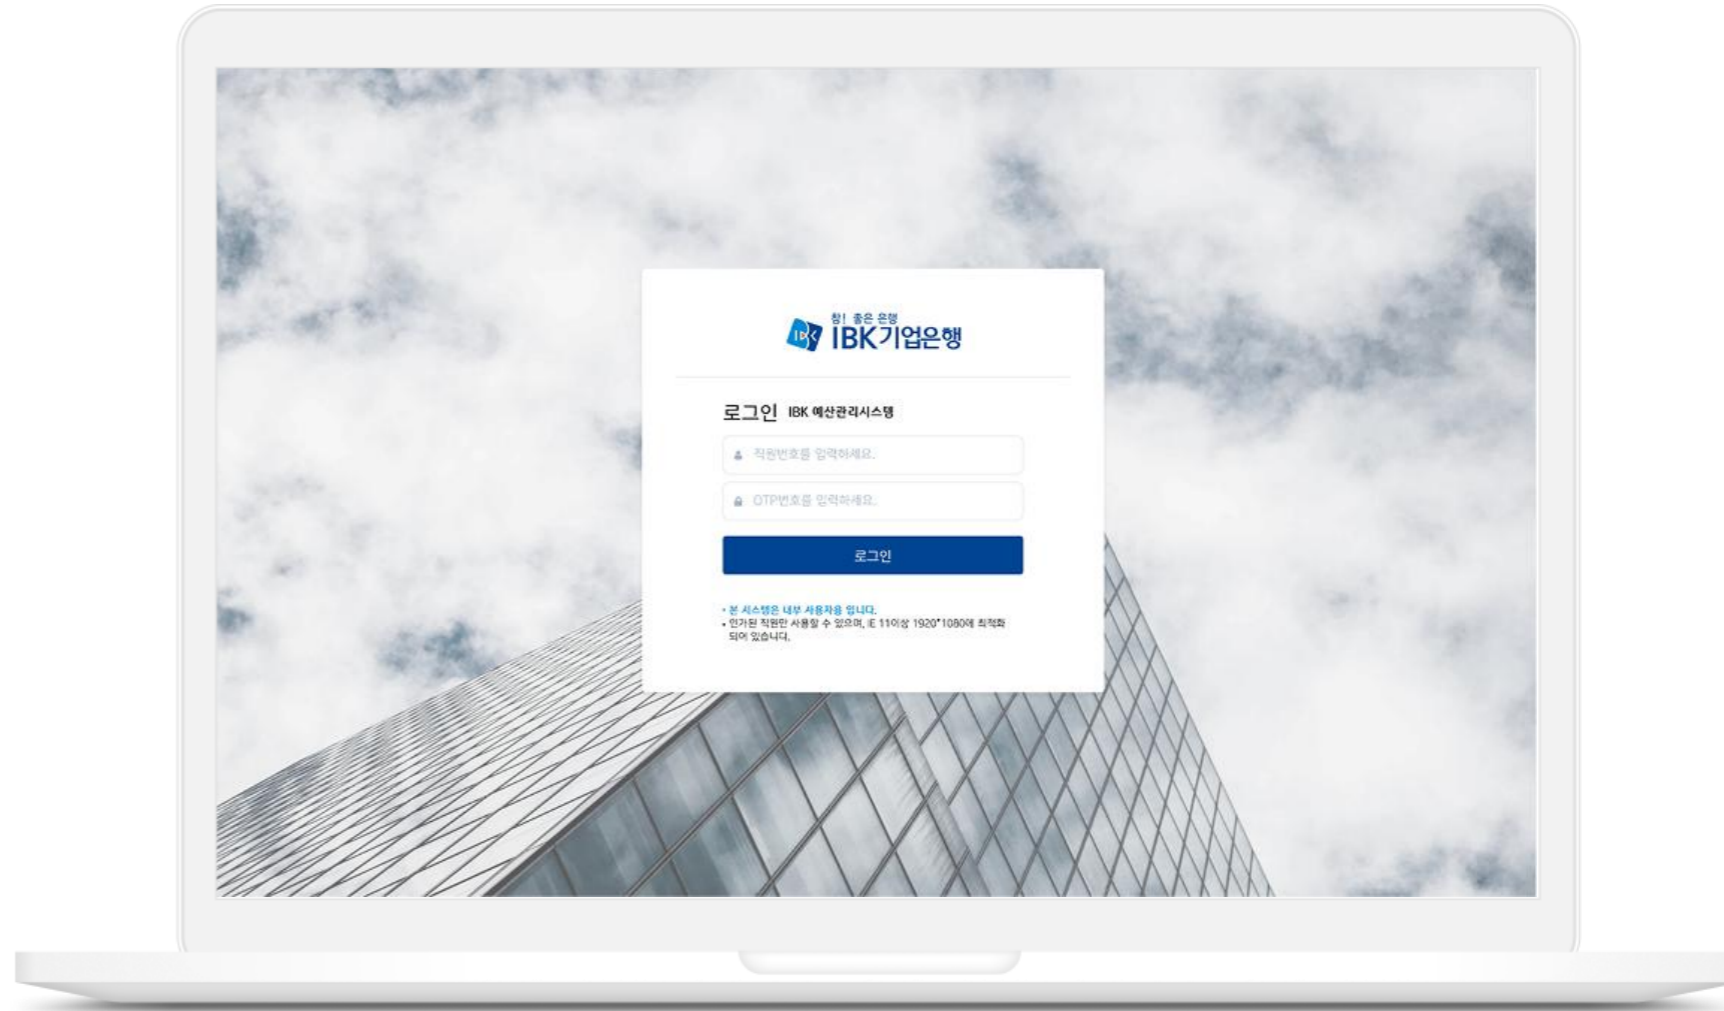 참! 좋은 은행
IBK기업은행
로그인 IBK 예산관리시스템
직원번호를 입력하세요.
OTP번호를 입력하세요.
로그인
• 본 시스템은 내부 사용자용 입니다.
• 인가된 직원만 사용할 수 있으며, IE 11이상 1920*1080에 최적화
되어 있습니다.